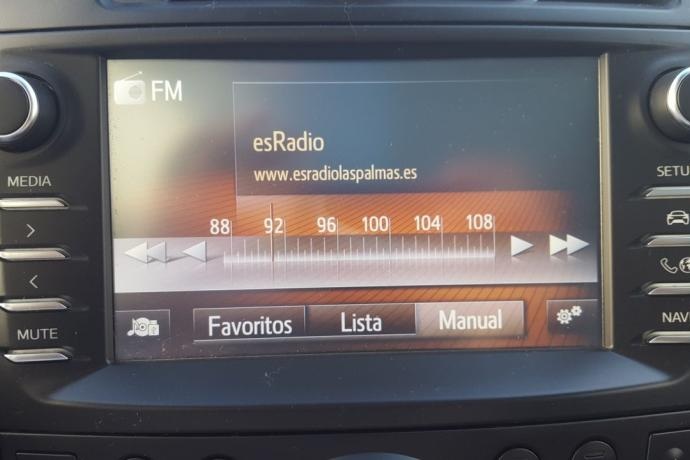 FM
esRadio
www.esradiolaspalmas.es
88 92 96 100 104 108
Favoritos Lista Manual
MEDIA
>
<
MUTE
SETU
NAV